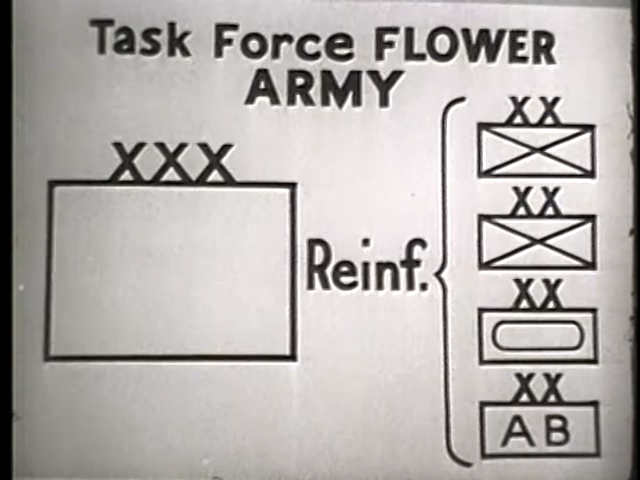 Task Force FLOWER
ARMY
XXX
Reinf.
XX
XX
XX
XX
AB